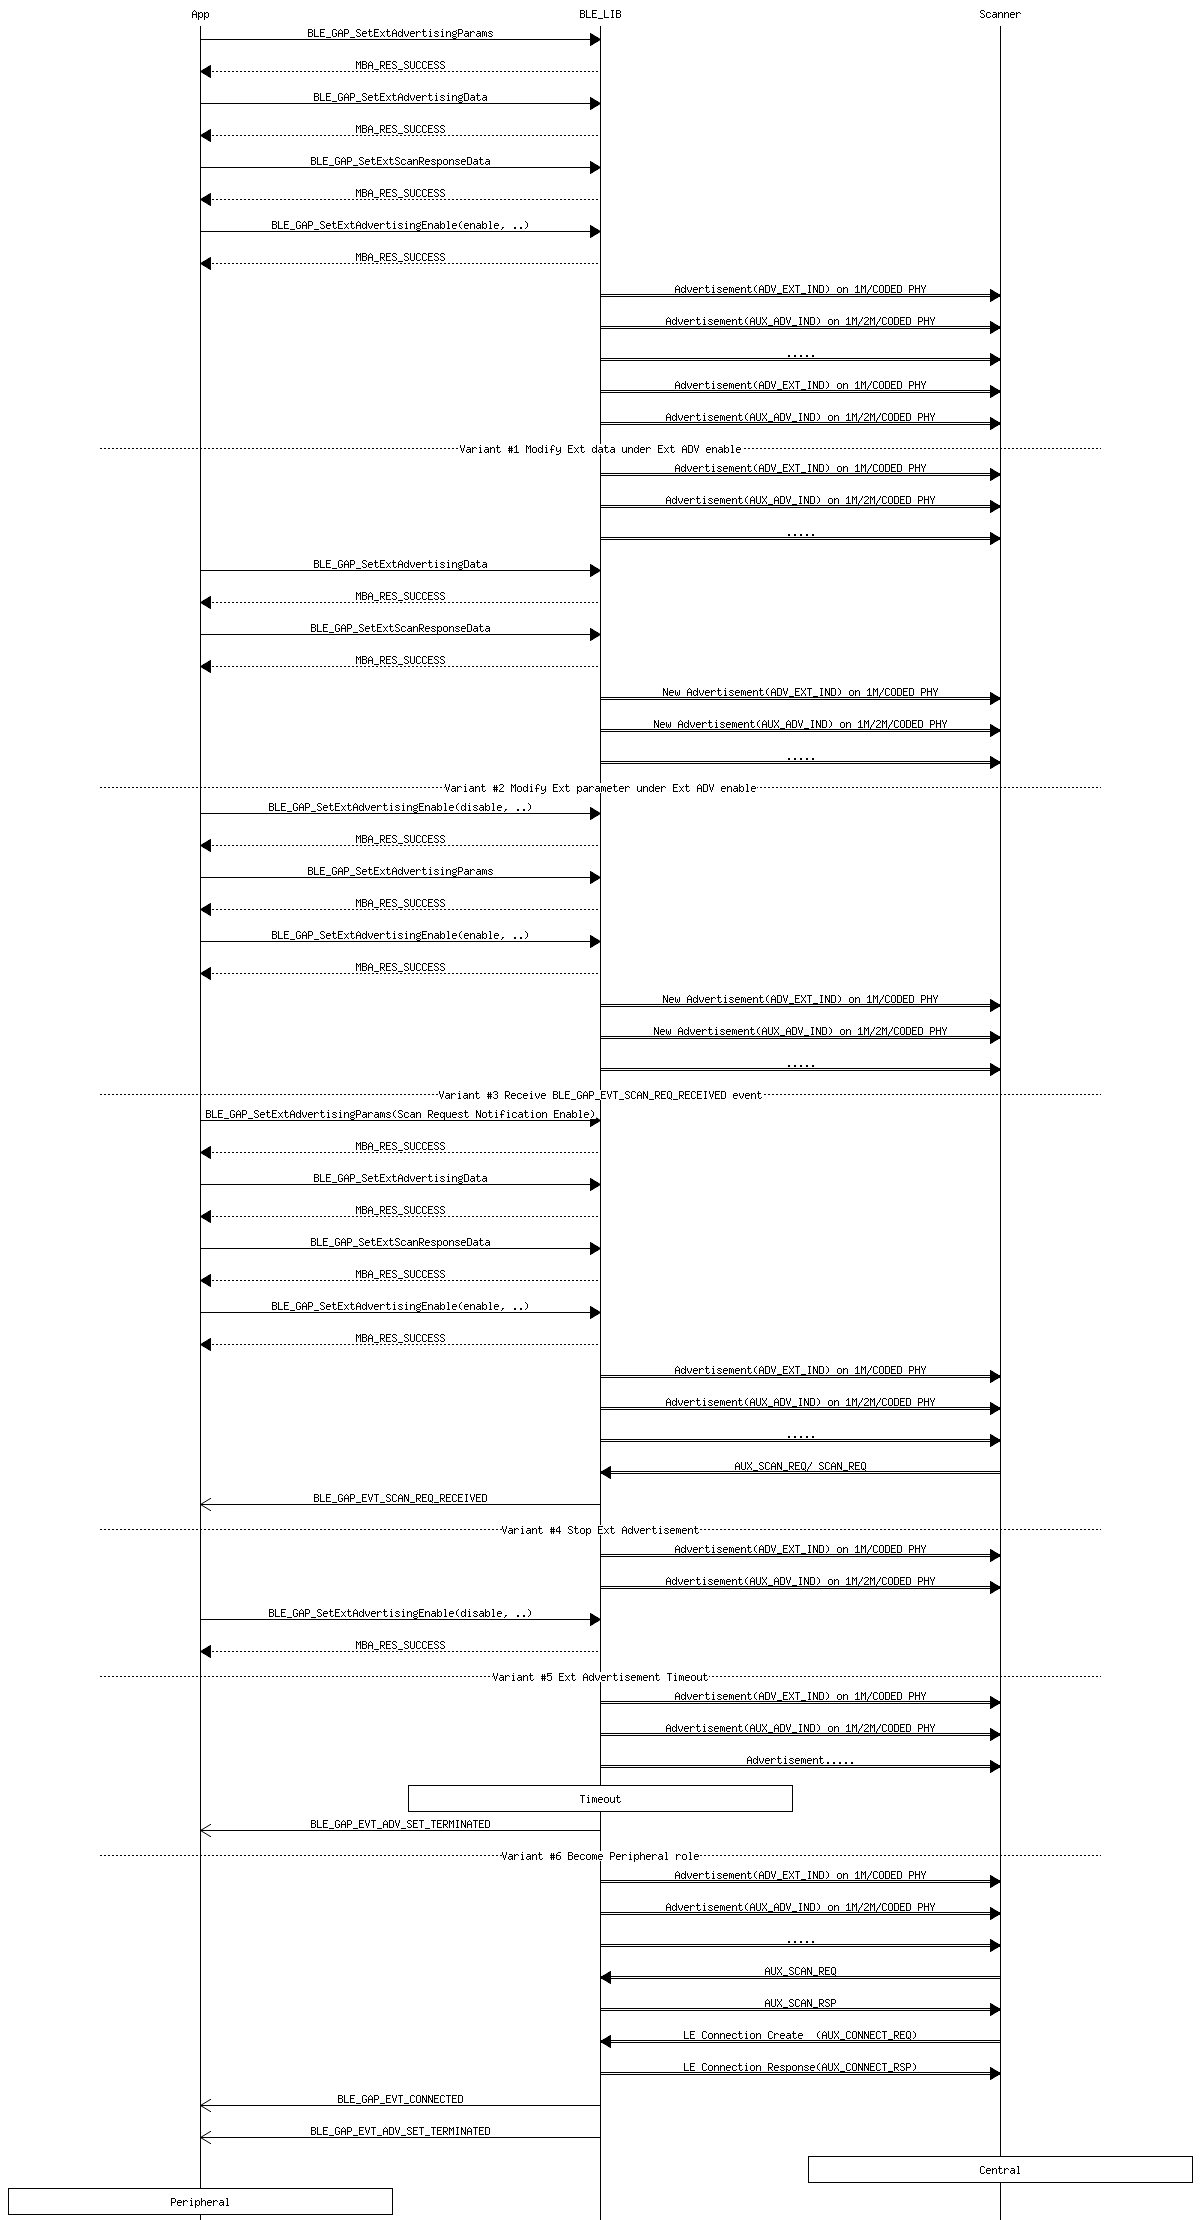 App BLE_LIB Scanner
BLE_GAP_SetExtAdvertisingParams
MBA_RES_SUCCESS
BLE_GAP_SetExtAdvertisingData
MBA_RES_SUCCESS
BLE_GAP_SetExtScanResponseData
MBA_RES_SUCCESS
BLE_GAP_SetExtAdvertisingEnable(enable, ..)
MBA_RES_SUCCESS
Advertisement(ADV_EXT_IND) on 1M/CODED PHY
Advertisement(AUX_ADV_IND) on 1M/2M/CODED PHY
.....
Advertisement(ADV_EXT_IND) on 1M/CODED PHY
Advertisement(AUX_ADV_IND) on 1M/2M/CODED PHY
Variant #1 Modify Ext data under Ext ADV enable
Advertisement(ADV_EXT_IND) on 1M/CODED PHY
Advertisement(AUX_ADV_IND) on 1M/2M/CODED PHY
.....
BLE_GAP_SetExtAdvertisingData
MBA_RES_SUCCESS
BLE_GAP_SetExtScanResponseData
MBA_RES_SUCCESS
New Advertisement(ADV_EXT_IND) on 1M/CODED PHY
New Advertisement(AUX_ADV_IND) on 1M/2M/CODED PHY
.....
Variant #2 Modify Ext parameter under Ext ADV enable
BLE_GAP_SetExtAdvertisingEnable(disable, ..)
MBA_RES_SUCCESS
BLE_GAP_SetExtAdvertisingParams
MBA_RES_SUCCESS
BLE_GAP_SetExtAdvertisingEnable(enable, ..)
MBA_RES_SUCCESS
New Advertisement(ADV_EXT_IND) on 1M/CODED PHY
New Advertisement(AUX_ADV_IND) on 1M/2M/CODED PHY
.....
Variant #3 Receive BLE_GAP_EVT_SCAN_REQ_RECEIVED event
BLE_GAP_SetExtAdvertisingParams(Scan Request Notification Enable)
MBA_RES_SUCCESS
BLE_GAP_SetExtAdvertisingData
MBA_RES_SUCCESS
BLE_GAP_SetExtScanResponseData
MBA_RES_SUCCESS
BLE_GAP_SetExtAdvertisingEnable(enable, ..)
MBA_RES_SUCCESS
Advertisement(ADV_EXT_IND) on 1M/CODED PHY
Advertisement(AUX_ADV_IND) on 1M/2M/CODED PHY
.....
AUX_SCAN_REQ/ SCAN_REQ
BLE_GAP_EVT_SCAN_REQ_RECEIVED
Variant #4 Stop Ext Advertisement
Advertisement(ADV_EXT_IND) on 1M/CODED PHY
Advertisement(AUX_ADV_IND) on 1M/2M/CODED PHY
BLE_GAP_SetExtAdvertisingEnable(disable, ..)
MBA_RES_SUCCESS
Variant #5 Ext Advertisement Timeout
Advertisement(ADV_EXT_IND) on 1M/CODED PHY
Advertisement(AUX_ADV_IND) on 1M/2M/CODED PHY
Advertisement.....
Timeout
BLE_GAP_EVT_ADV_SET_TERMINATED
Variant #6 Become Peripheral role
Advertisement(ADV_EXT_IND) on 1M/CODED PHY
Advertisement(AUX_ADV_IND) on 1M/2M/CODED PHY
.....
AUX_SCAN_REQ
AUX_SCAN_RSP
LE Connection Create  (AUX_CONNECT_REQ)
LE Connection Response(AUX_CONNECT_RSP)
BLE_GAP_EVT_CONNECTED
BLE_GAP_EVT_ADV_SET_TERMINATED
Central
Peripheral